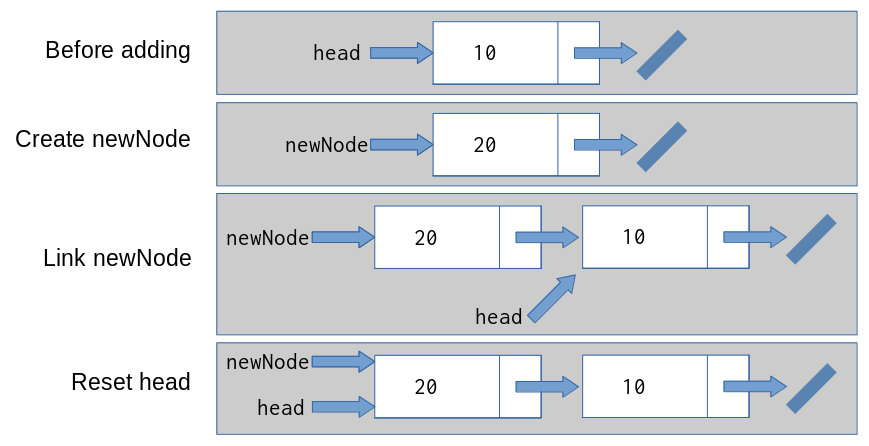 Before adding
head
10
Create newNode
newNode
20
Link newNode
newNode
20
10
head
Reset head
newNode
head
20
10